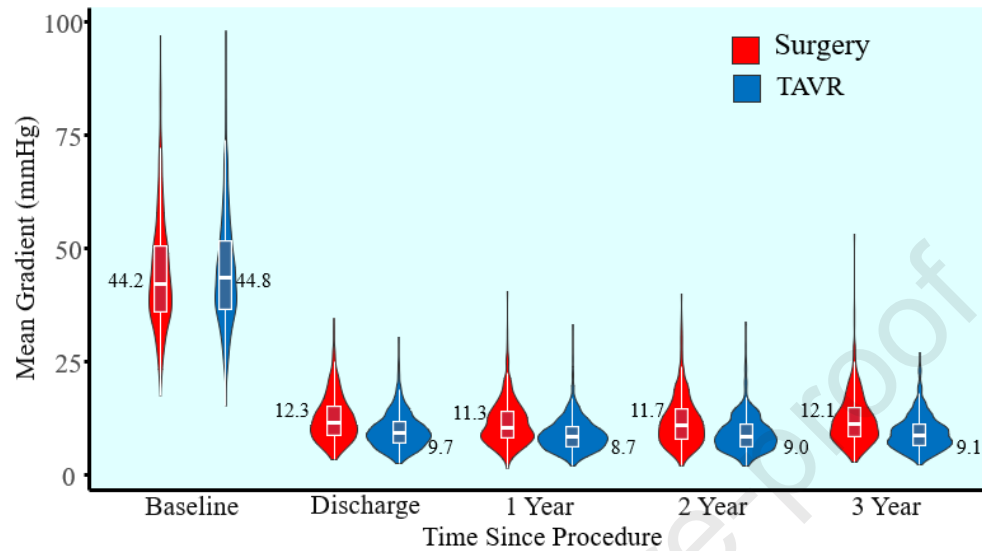 100
75
50
25
0
Mean Gradient (mmHg)
Surgery
TAVR
44.2
44.8
12.3
9.7
11.3
8.7
11.7
9.0
12.1
9.1
Baseline
Discharge
1 Year
2 Year
3 Year
Time Since Procedure
e-proof